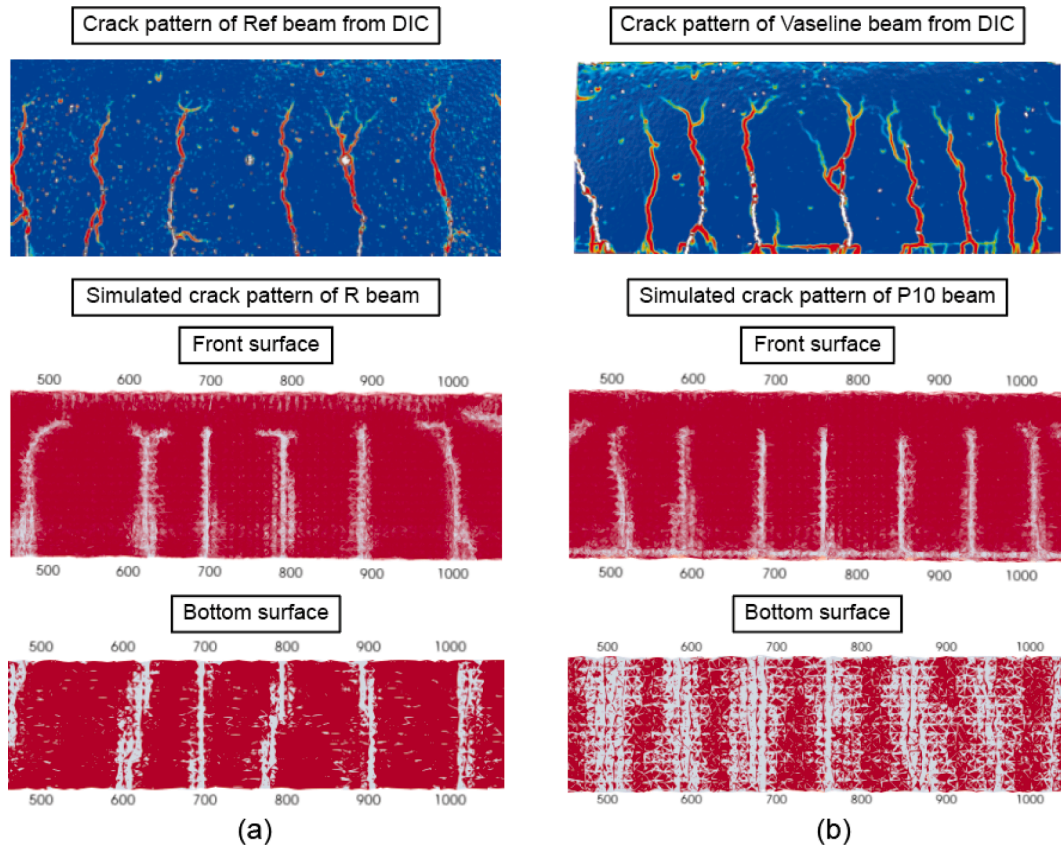 Crack pattern of Ref beam from DIC
Crack pattern of Vaseline beam from DIC
Simulated crack pattern of R beam
Simulated crack pattern of P10 beam
Front surface
Front surface
500 600 700 800 900 1000
500 600 700 800 900 1000
500 600 700 800 900 1000
500 600 700 800 900 1000
Bottom surface
Bottom surface
500 600 700 800 900 1000
500 600 700 800 900 1000
500 600 700 800 900 1000
500 600 700 800 900 1000
(a)
(b)